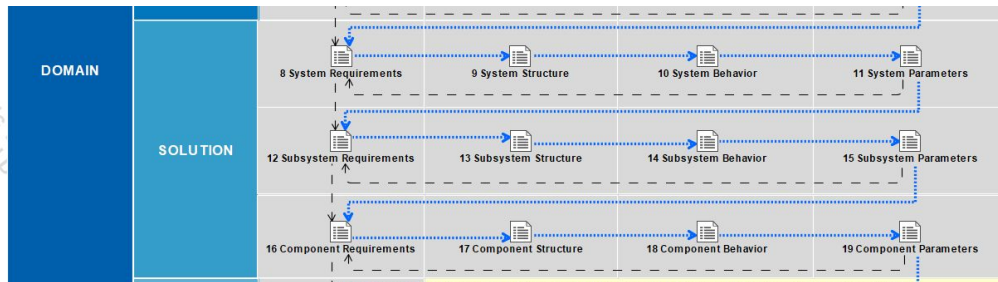 DOMAIN
SOLUTION
8 System Requirements
9 System Structure
10 System Behavior
11 System Parameters
12 Subsystem Requirements
13 Subsystem Structure
14 Subsystem Behavior
15 Subsystem Parameters
16 Component Requirements
17 Component Structure
18 Component Behavior
19 Component Parameters